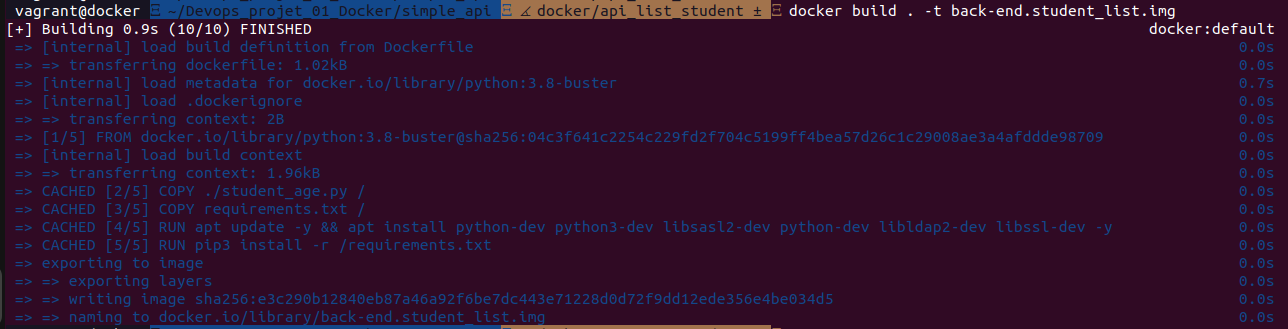 vagrant@docker ~/Devops_projet_01_Docker/simple_api ∡ docker/api_list_student ± docker build . -t back-end.student_list.img
[+] Building 0.9s (10/10) FINISHED docker:default
=> [internal] load build definition from Dockerfile 0.0s
=> => transferring dockerfile: 1.02kB 0.0s
=> [internal] load metadata for docker.io/library/python:3.8-buster 0.7s
=> [internal] load .dockerignore 0.0s
=> => transferring context: 2B 0.0s
=> [1/5] FROM docker.io/library/python:3.8-buster@sha256:04c3f641c2254c229fd2f704c5199ff4bea57d26c1c29008ae3a4afddde98709 0.0s
=> [internal] load build context 0.0s
=> => transferring context: 1.96kB 0.0s
=> CACHED [2/5] COPY ./student_age.py / 0.0s
=> CACHED [3/5] COPY requirements.txt / 0.0s
=> CACHED [4/5] RUN apt update -y && apt install python-dev python3-dev libsasl2-dev python-dev libldap2-dev libssl-dev -y 0.0s
=> CACHED [5/5] RUN pip3 install -r /requirements.txt 0.0s
=> exporting to image 0.0s
=> => exporting layers 0.0s
=> => writing image sha256:e3c290b12840eb87a46a92f6be7dc443e71228d0d72f9dd12ede356e4be034d5 0.0s
=> => naming to docker.io/library/back-end.student_list.img 0.0s